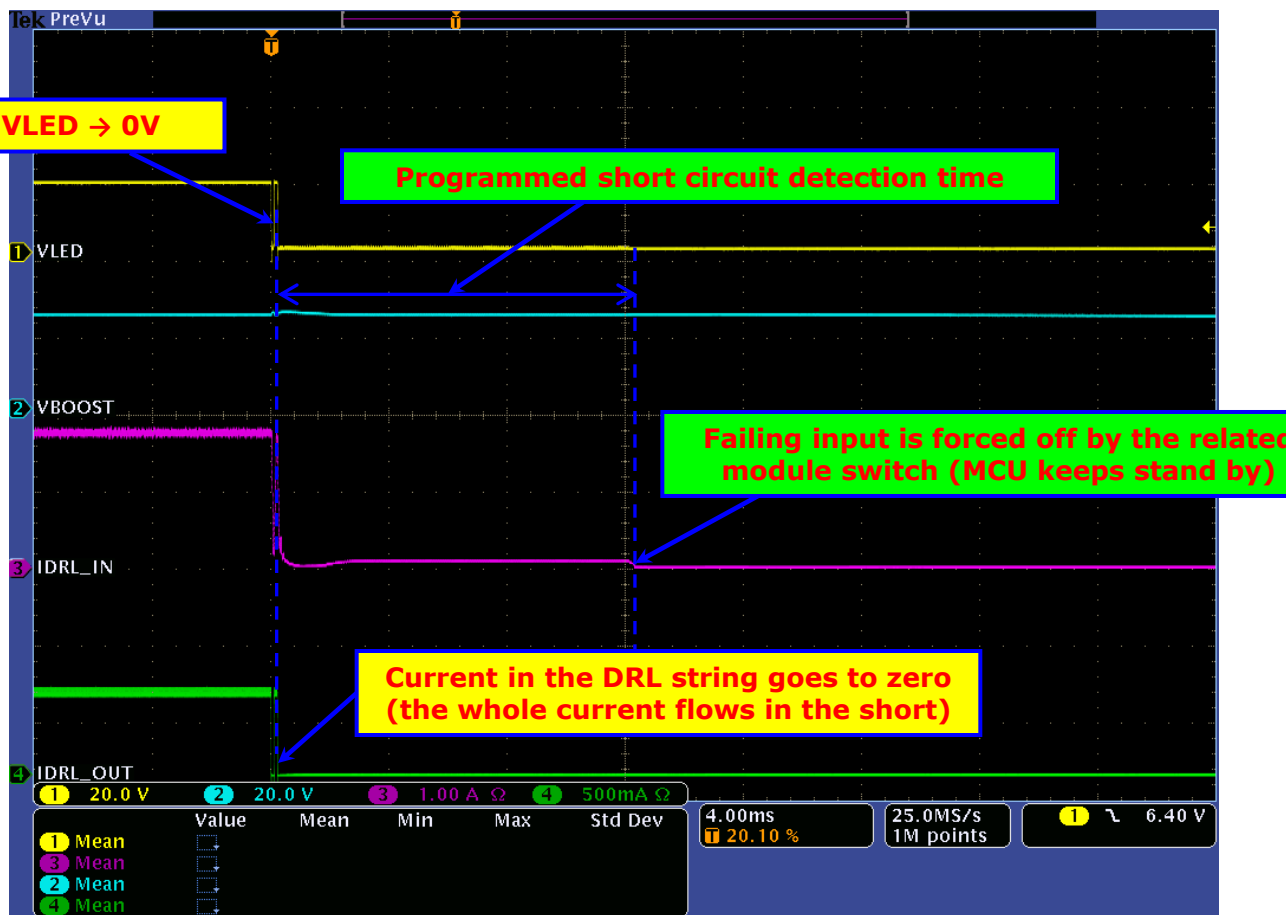 Tek PreVu
T
T
VLED → 0V
Programmed short circuit detection time
1 VLED
2 VBOOST
Failing input is forced off by the related
module switch (MCU keeps stand by)
3 IDRL_IN
Current in the DRL string goes to zero
(the whole current flows in the short)
4 IDRL_OUT
1 20.0 V 2 20.0 V 3 1.00 A Ω 4 500mA Ω
Value Mean Min Max Std Dev
1 Mean
3 Mean
2 Mean
4 Mean
4.00ms
T 20.10 %
25.0MS/s
1M points
1 6.40 V